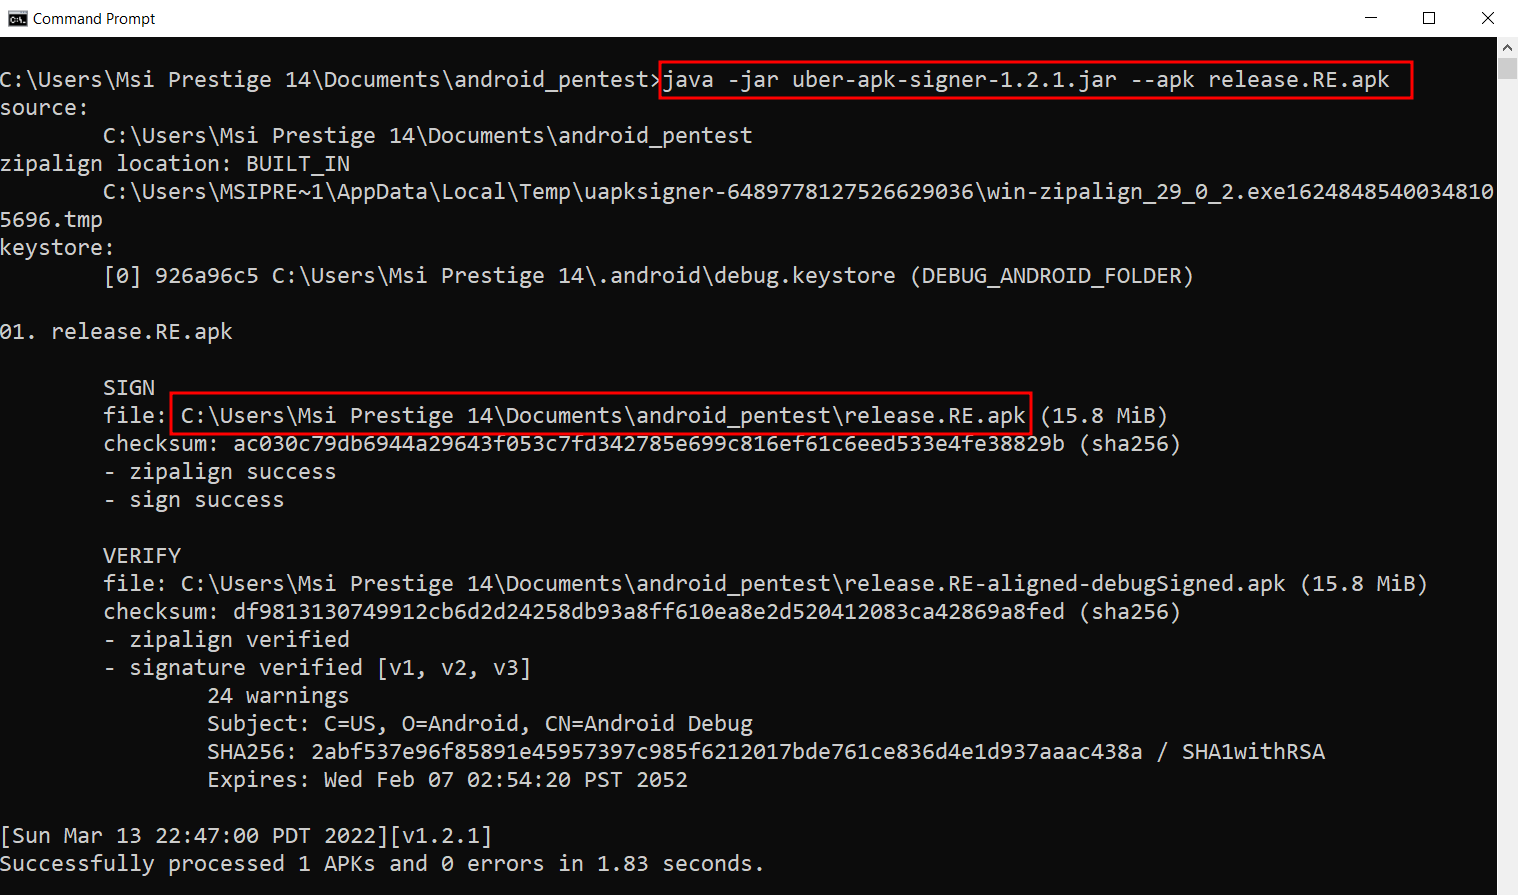 Command Prompt
C:\Users\Msi Prestige 14\Documents\android_pentest>java -jar uber-apk-signer-1.2.1.jar --apk release.RE.apk
source:
C:\Users\Msi Prestige 14\Documents\android_pentest
zipalign location: BUILT_IN
C:\Users\MSIPRE~1\AppData\Local\Temp\uapksigner-6489778127526629036\win-zipalign_29_0_2.exe1624848540034810
5696.tmp
keystore:
[0] 926a96c5 C:\Users\Msi Prestige 14\.android\debug.keystore (DEBUG_ANDROID_FOLDER)
01. release.RE.apk
SIGN
file: C:\Users\Msi Prestige 14\Documents\android_pentest\release.RE.apk (15.8 MiB)
checksum: ac030c79db6944a29643f053c7fd342785e699c816ef61c6eed533e4fe38829b (sha256)
- zipalign success
- sign success
VERIFY
file: C:\Users\Msi Prestige 14\Documents\android_pentest\release.RE-aligned-debugSigned.apk (15.8 MiB)
checksum: df9813130749912cb6d2d24258db93a8ff610ea8e2d520412083ca42869a8fed (sha256)
- zipalign verified
- signature verified [v1, v2, v3]
24 warnings
Subject: C=US, O=Android, CN=Android Debug
SHA256: 2abf537e96f85891e45957397c985f6212017bde761ce836d4e1d937aaac438a / SHA1withRSA
Expires: Wed Feb 07 02:54:20 PST 2052
[Sun Mar 13 22:47:00 PDT 2022][v1.2.1]
Successfully processed 1 APKs and 0 errors in 1.83 seconds.